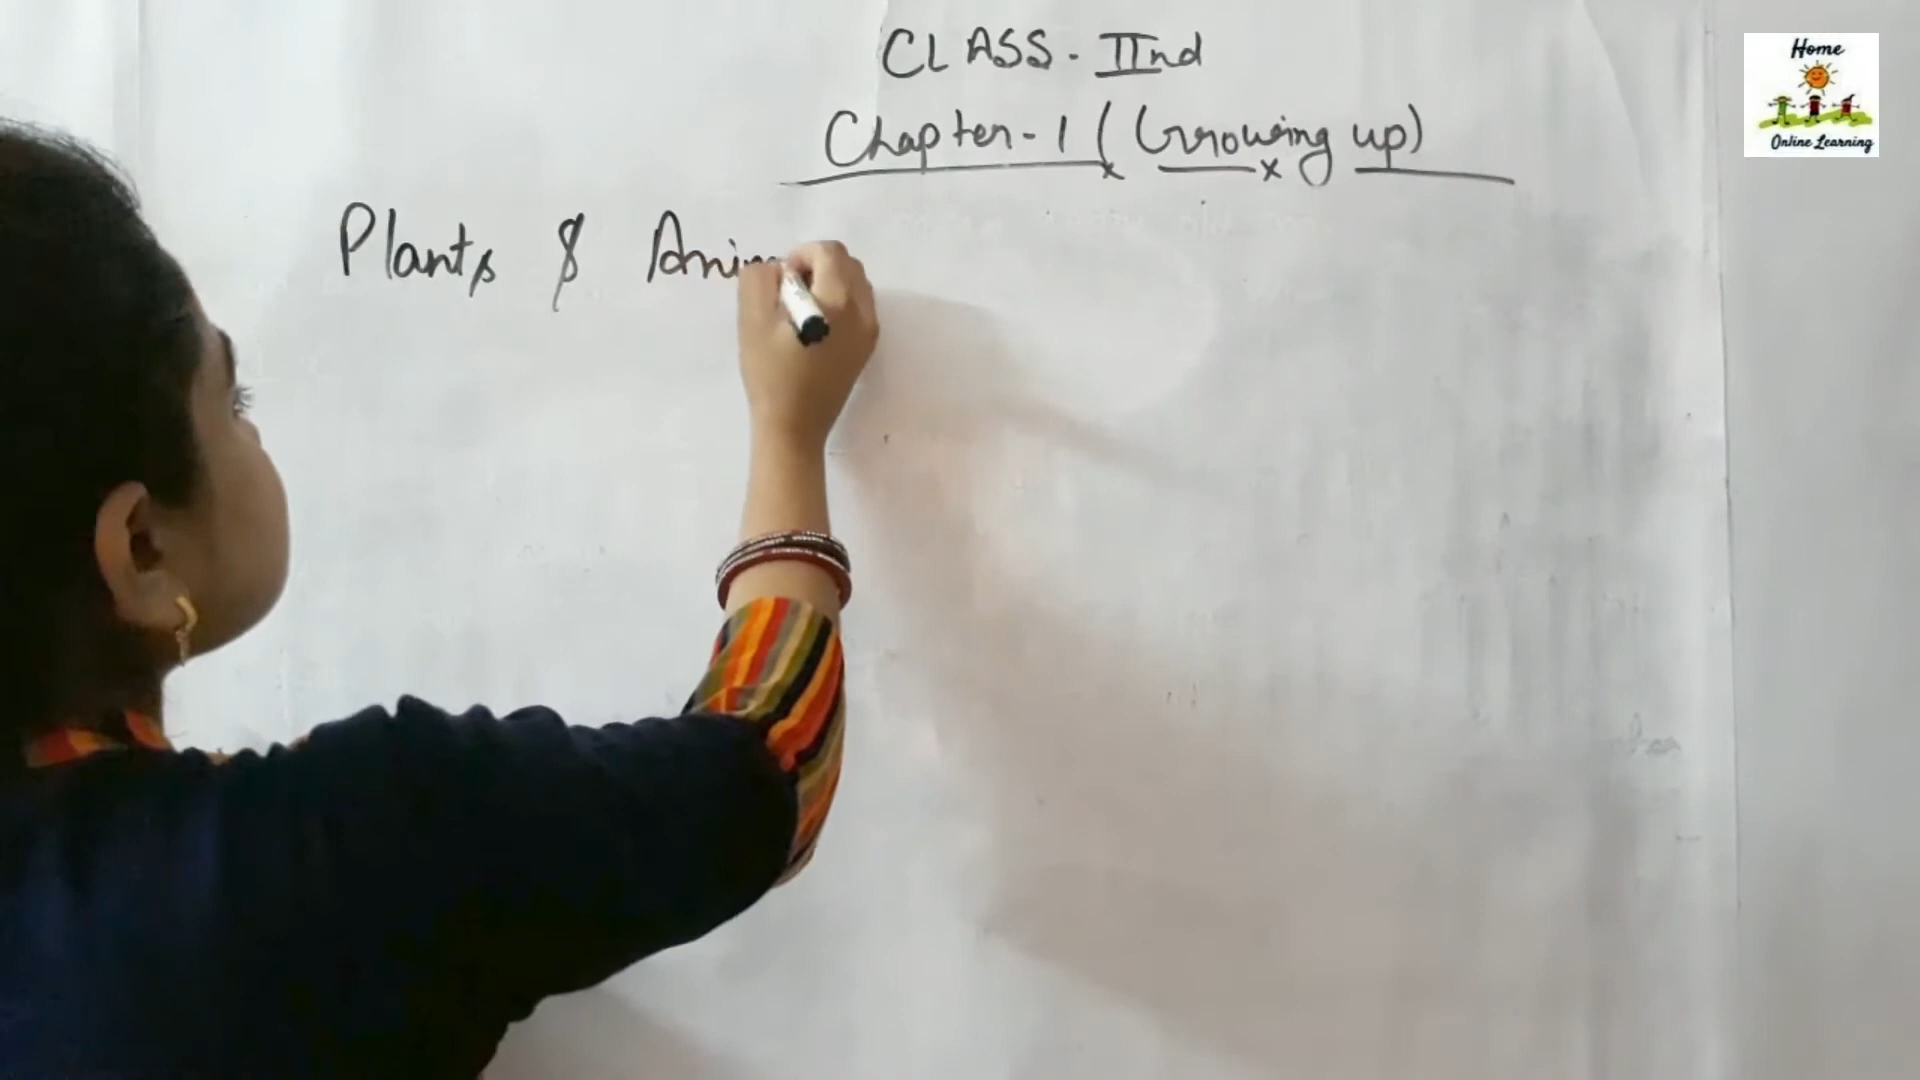 CLASS - IInd
Chapter-1 (Growing up)
Plants & Anim
Home
Online Learning